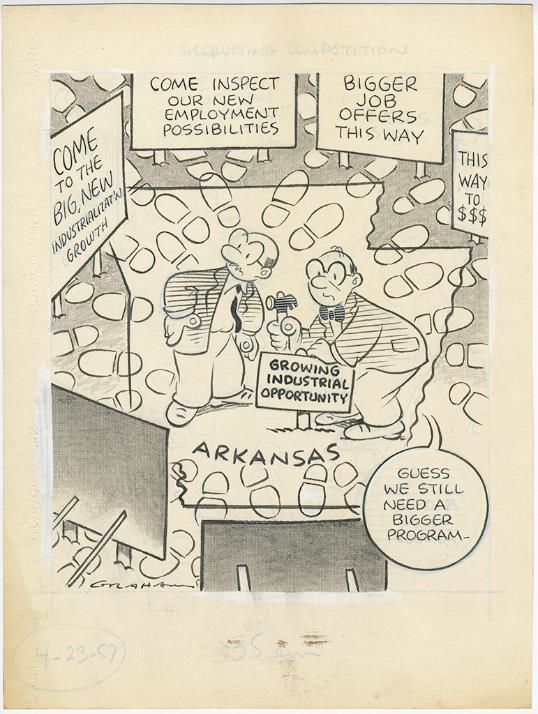 RECRUITING COMPETITION
COME INSPECT
OUR NEW
EMPLOYMENT
POSSIBILITIES
BIGGER
JOB
OFFERS
THIS WAY
COME
TO THE
BIG, NEW
INDUSTRIALIZAT'N
GROWTH
THIS
WAY
TO
$$$
GROWING
INDUSTRIAL
OPPORTUNITY
ARKANSAS
GUESS
WE STILL
NEED A
BIGGER
PROGRAM-
GRAHAM
4-23-57